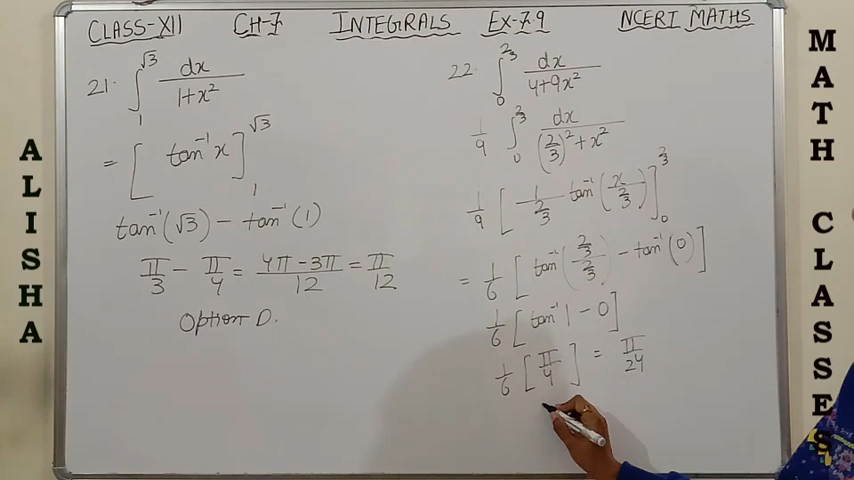 CLASS-XII CH-7 INTEGRALS EX-7.9 NCERT MATHS
21. ∫₁^√3 dx/(1+x²)
= [tan⁻¹x]₁^√3
tan⁻¹(√3) – tan⁻¹(1)
π/3 – π/4 = (4π – 3π)/12 = π/12
Option D.
22. ∫₀^(2/3) dx/(4+9x²)
1/9 ∫₀^(2/3) dx/((2/3)² + x²)
1/9 [1/(2/3) tan⁻¹(x/(2/3))]₀^(2/3)
= 1/6 [tan⁻¹((2/3)/(2/3)) – tan⁻¹(0)]
1/6 [tan⁻¹1 – 0]
1/6 [π/4] = π/24
ALISHA
MATH CLASSES